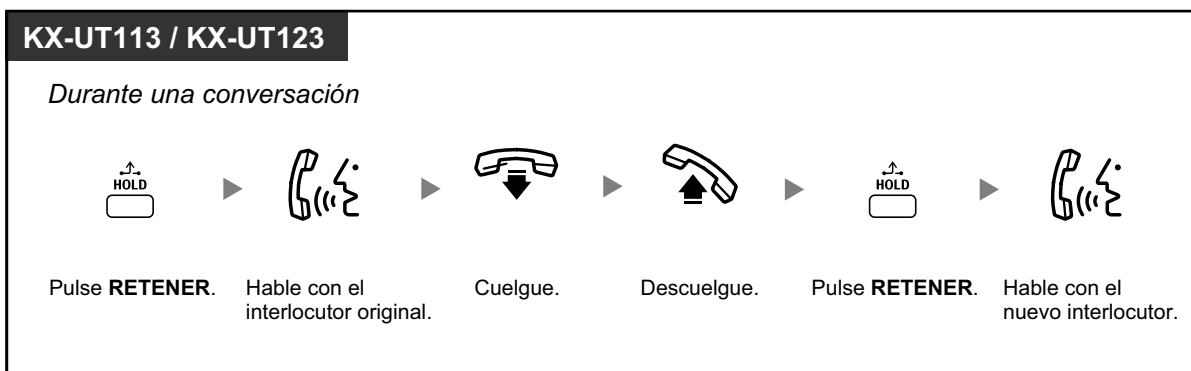 KX-UT113 / KX-UT123
Durante una conversación
HOLD
HOLD
Pulse RETENER.
Hable con el
interlocutor original.
Cuelgue.
Descuelgue.
Pulse RETENER.
Hable con el
nuevo interlocutor.